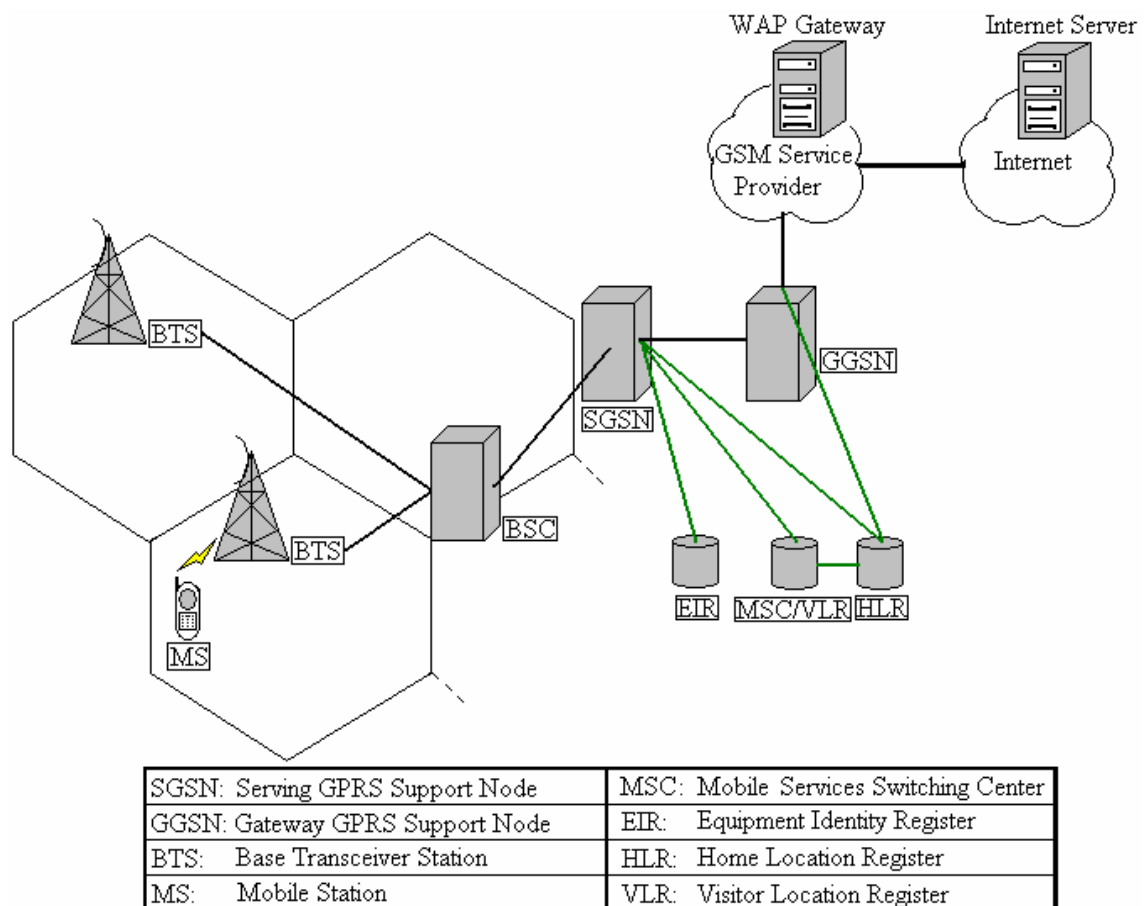 WAP Gateway
Internet Server
GSM Service
Provider
Internet
BTS
GGSN
SGSN
BSC
BTS
EIR
MSC/VLR
HLR
MS
SGSN: Serving GPRS Support Node
MSC: Mobile Services Switching Center
GGSN: Gateway GPRS Support Node
EIR: Equipment Identity Register
BTS: Base Transceiver Station
HLR: Home Location Register
MS: Mobile Station
VLR: Visitor Location Register